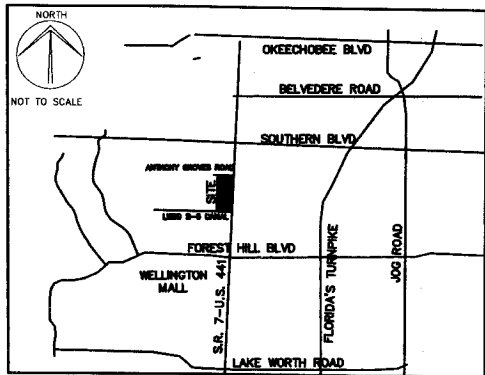 NORTH
NOT TO SCALE
OKEECHOBEE BLVD
BELVEDERE ROAD
SOUTHERN BLVD
ANTHONY GROVES ROAD
SITE
CANAL
FOREST HILL BLVD
WELLINGTON
MALL
S.R. 7-U.S. 441
FLORIDA'S TURNPIKE
JOG ROAD
LAKE WORTH ROAD